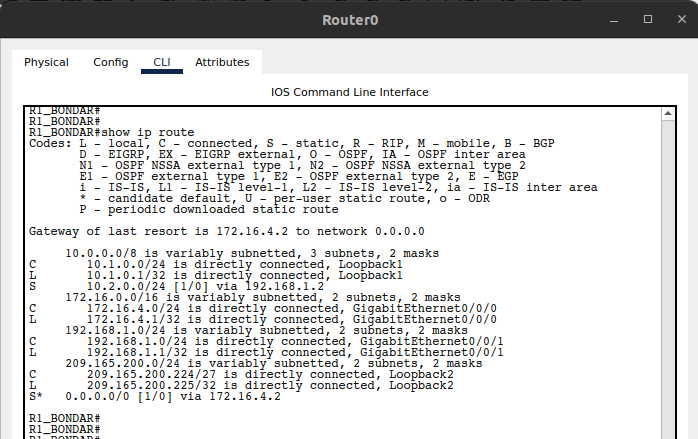 Router0
Physical Config CLI Attributes
IOS Command Line Interface
R1_BONDAR#
R1_BONDAR#
R1_BONDAR#show ip route
Codes: L - local, C - connected, S - static, R - RIP, M - mobile, B - BGP
       D - EIGRP, EX - EIGRP external, O - OSPF, IA - OSPF inter area
       N1 - OSPF NSSA external type 1, N2 - OSPF NSSA external type 2
       E1 - OSPF external type 1, E2 - OSPF external type 2, E - EGP
       i - IS-IS, L1 - IS-IS level-1, L2 - IS-IS level-2, ia - IS-IS inter area
       * - candidate default, U - per-user static route, o - ODR
       P - periodic downloaded static route
Gateway of last resort is 172.16.4.2 to network 0.0.0.0
     10.0.0.0/8 is variably subnetted, 3 subnets, 2 masks
C       10.1.0.0/24 is directly connected, Loopback1
L       10.1.0.1/32 is directly connected, Loopback1
S       10.2.0.0/24 [1/0] via 192.168.1.2
     172.16.0.0/16 is variably subnetted, 2 subnets, 2 masks
C       172.16.4.0/24 is directly connected, GigabitEthernet0/0/0
L       172.16.4.1/32 is directly connected, GigabitEthernet0/0/0
     192.168.1.0/24 is variably subnetted, 2 subnets, 2 masks
C       192.168.1.0/24 is directly connected, GigabitEthernet0/0/1
L       192.168.1.1/32 is directly connected, GigabitEthernet0/0/1
     209.165.200.0/24 is variably subnetted, 2 subnets, 2 masks
C       209.165.200.224/27 is directly connected, Loopback2
L       209.165.200.225/32 is directly connected, Loopback2
S*   0.0.0.0/0 [1/0] via 172.16.4.2
R1_BONDAR#
R1_BONDAR#
R1_BONDAR#